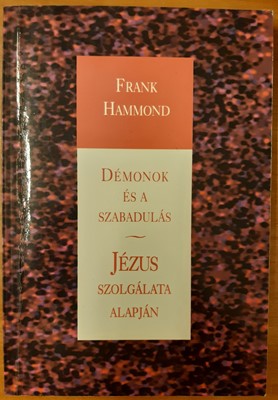 FRANK
HAMMOND
DÉMONOK
ÉS A
SZABADULÁS
~
JÉZUS
SZOLGÁLATA
ALAPJÁN